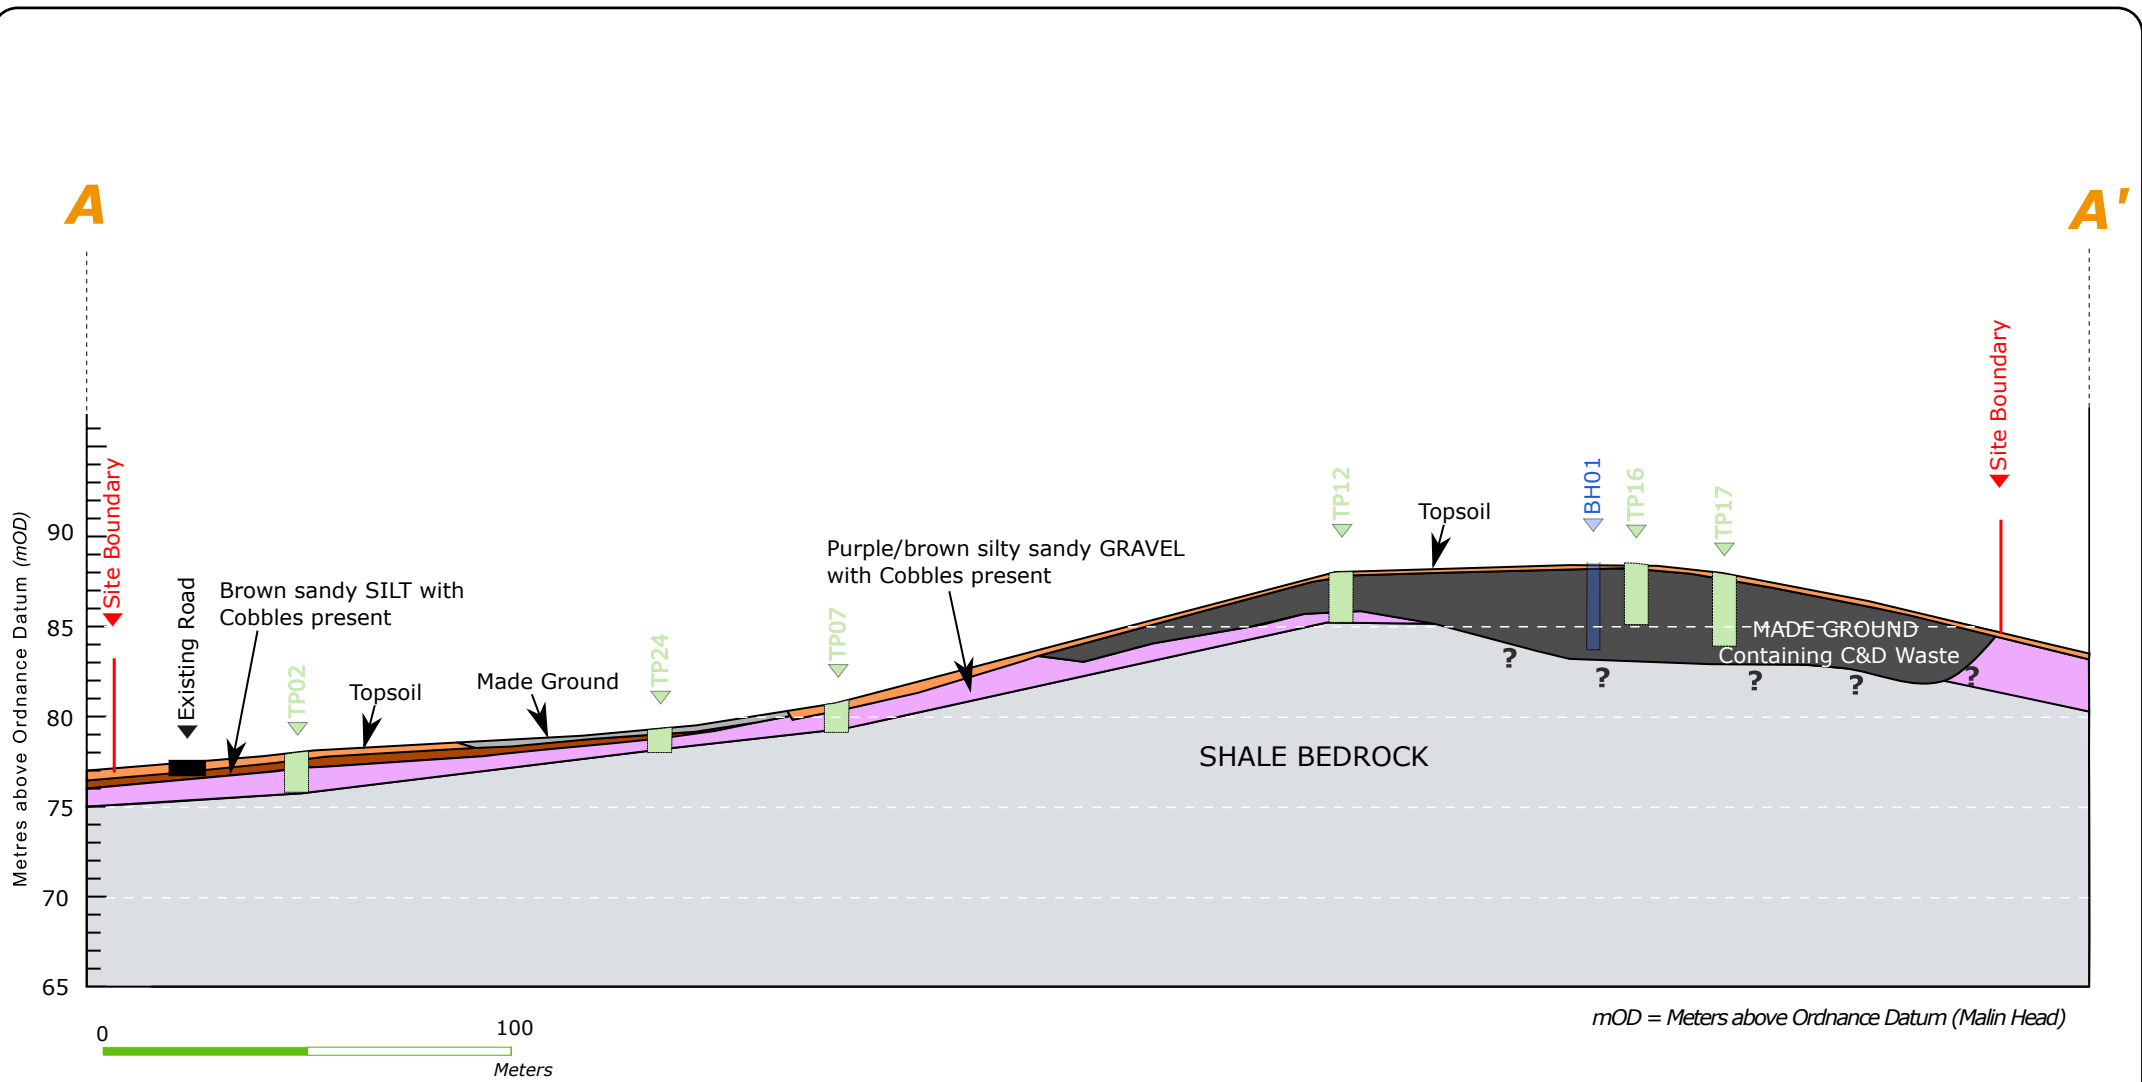 A
A'
Site Boundary
Site Boundary
Metres above Ordnance Datum (mOD)
90
85
80
75
70
65
Existing Road
Brown sandy SILT with
Cobbles present
TP02
Topsoil
Made Ground
TP24
TP07
Purple/brown silty sandy GRAVEL
with Cobbles present
TP12
Topsoil
BH01
TP16
TP17
MADE GROUND
Containing C&D Waste
?
?
?
?
?
SHALE BEDROCK
0
100
Meters
mOD = Meters above Ordnance Datum (Malin Head)